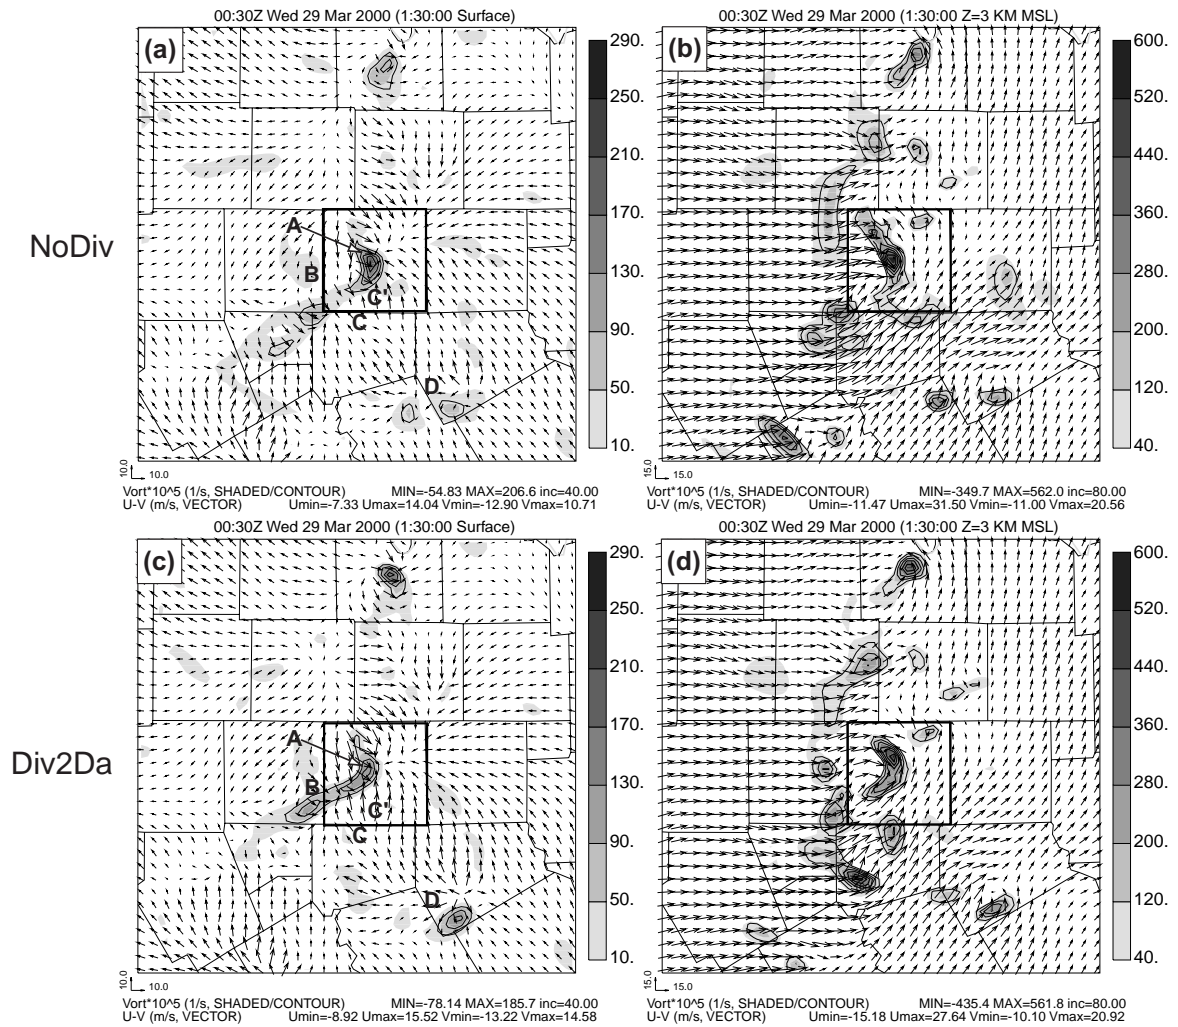 00:30Z Wed 29 Mar 2000 (1:30:00 Surface)
00:30Z Wed 29 Mar 2000 (1:30:00 Z=3 KM MSL)
(a)
290.
250.
210.
170.
130.
90.
50.
10.
A
B
C'
C
D
(b)
600.
520.
440.
360.
280.
200.
120.
40.
NoDiv
10.0
10.0
Vort*10^5 (1/s, SHADED/CONTOUR) MIN=-54.83 MAX=206.6 inc=40.00
U-V (m/s, VECTOR) Umin=-7.33 Umax=14.04 Vmin=-12.90 Vmax=10.71
15.0
15.0
Vort*10^5 (1/s, SHADED/CONTOUR) MIN=-349.7 MAX=562.0 inc=80.00
U-V (m/s, VECTOR) Umin=-11.47 Umax=31.50 Vmin=-11.00 Vmax=20.56
00:30Z Wed 29 Mar 2000 (1:30:00 Surface)
00:30Z Wed 29 Mar 2000 (1:30:00 Z=3 KM MSL)
(c)
290.
250.
210.
170.
130.
90.
50.
10.
A
B
C'
C
D
(d)
600.
520.
440.
360.
280.
200.
120.
40.
Div2Da
10.0
10.0
Vort*10^5 (1/s, SHADED/CONTOUR) MIN=-78.14 MAX=185.7 inc=40.00
U-V (m/s, VECTOR) Umin=-8.92 Umax=15.52 Vmin=-13.22 Vmax=14.58
15.0
15.0
Vort*10^5 (1/s, SHADED/CONTOUR) MIN=-435.4 MAX=561.8 inc=80.00
U-V (m/s, VECTOR) Umin=-15.18 Umax=27.64 Vmin=-10.10 Vmax=20.92